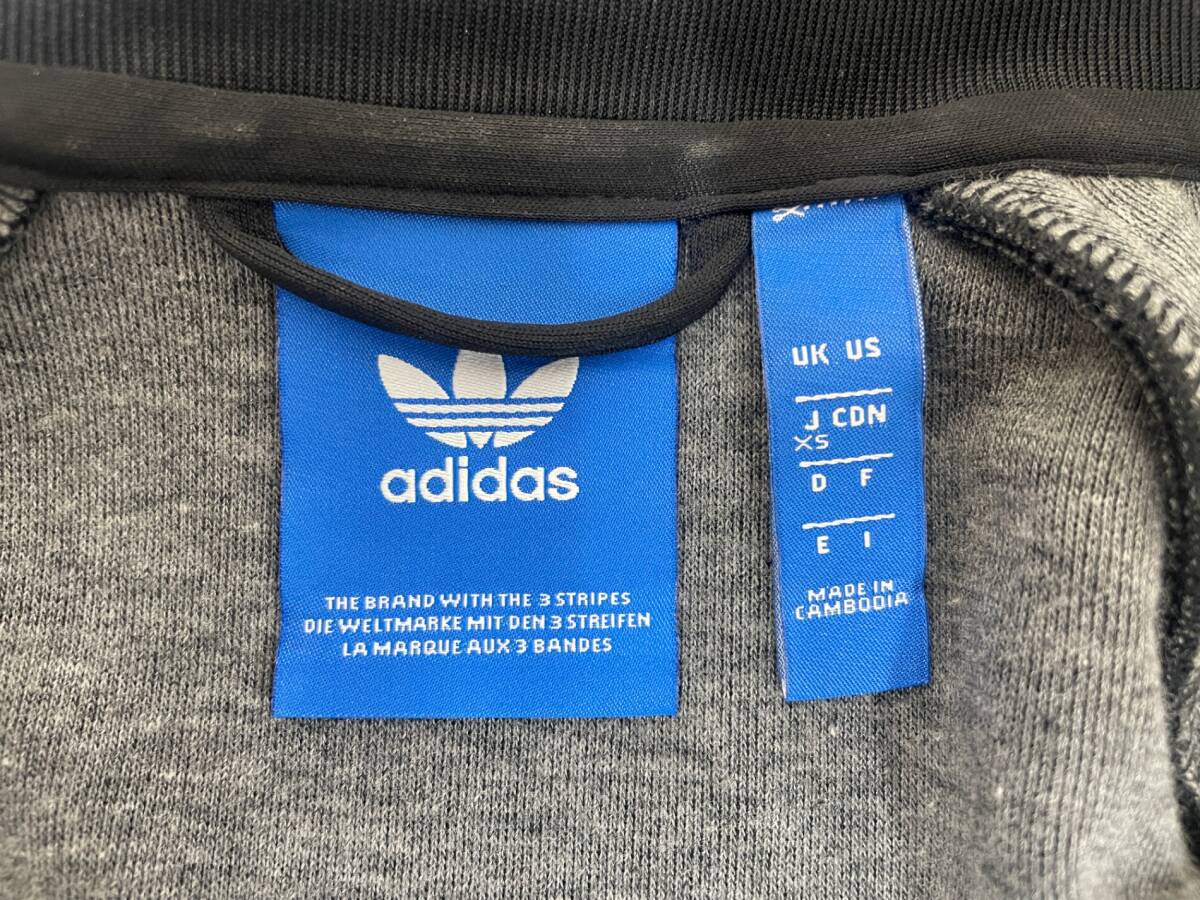 adidas
THE BRAND WITH THE 3 STRIPES
DIE WELTMARKE MIT DEN 3 STREIFEN
LA MARQUE AUX 3 BANDES
UK US
J CDN
XS
D F
E I
MADE IN
CAMBODIA